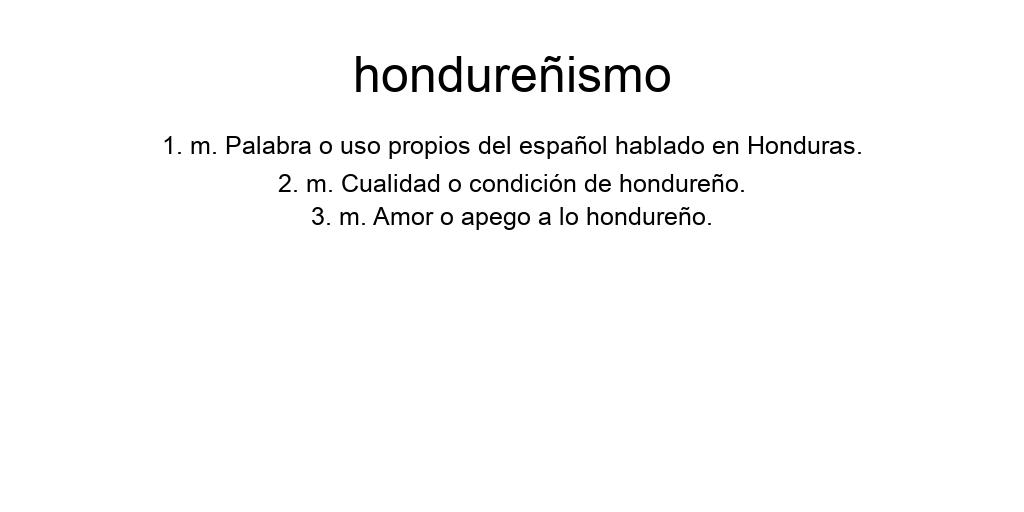 hondureñismo
1. m. Palabra o uso propios del español hablado en Honduras.
2. m. Cualidad o condición de hondureño.
3. m. Amor o apego a lo hondureño.